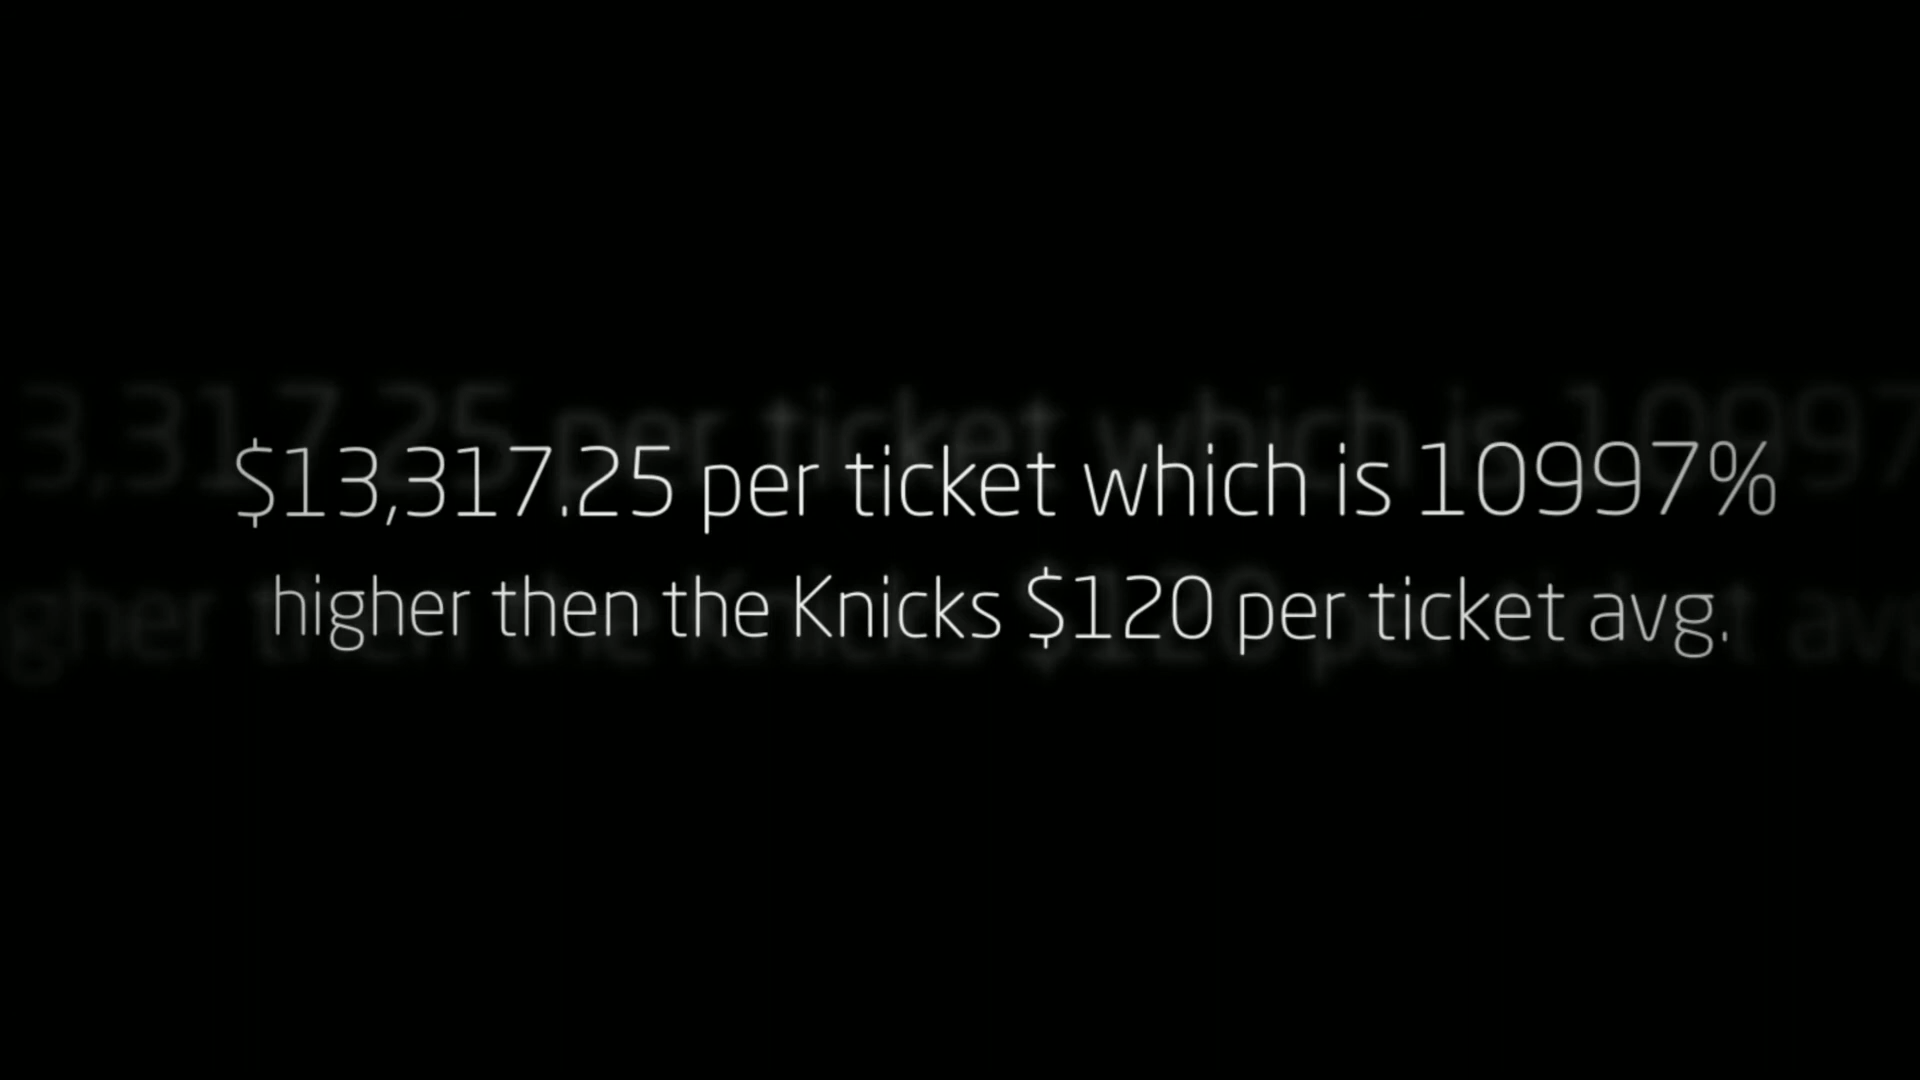 $13,317.25 per ticket which is 10997%
higher then the Knicks $120 per ticket avg.